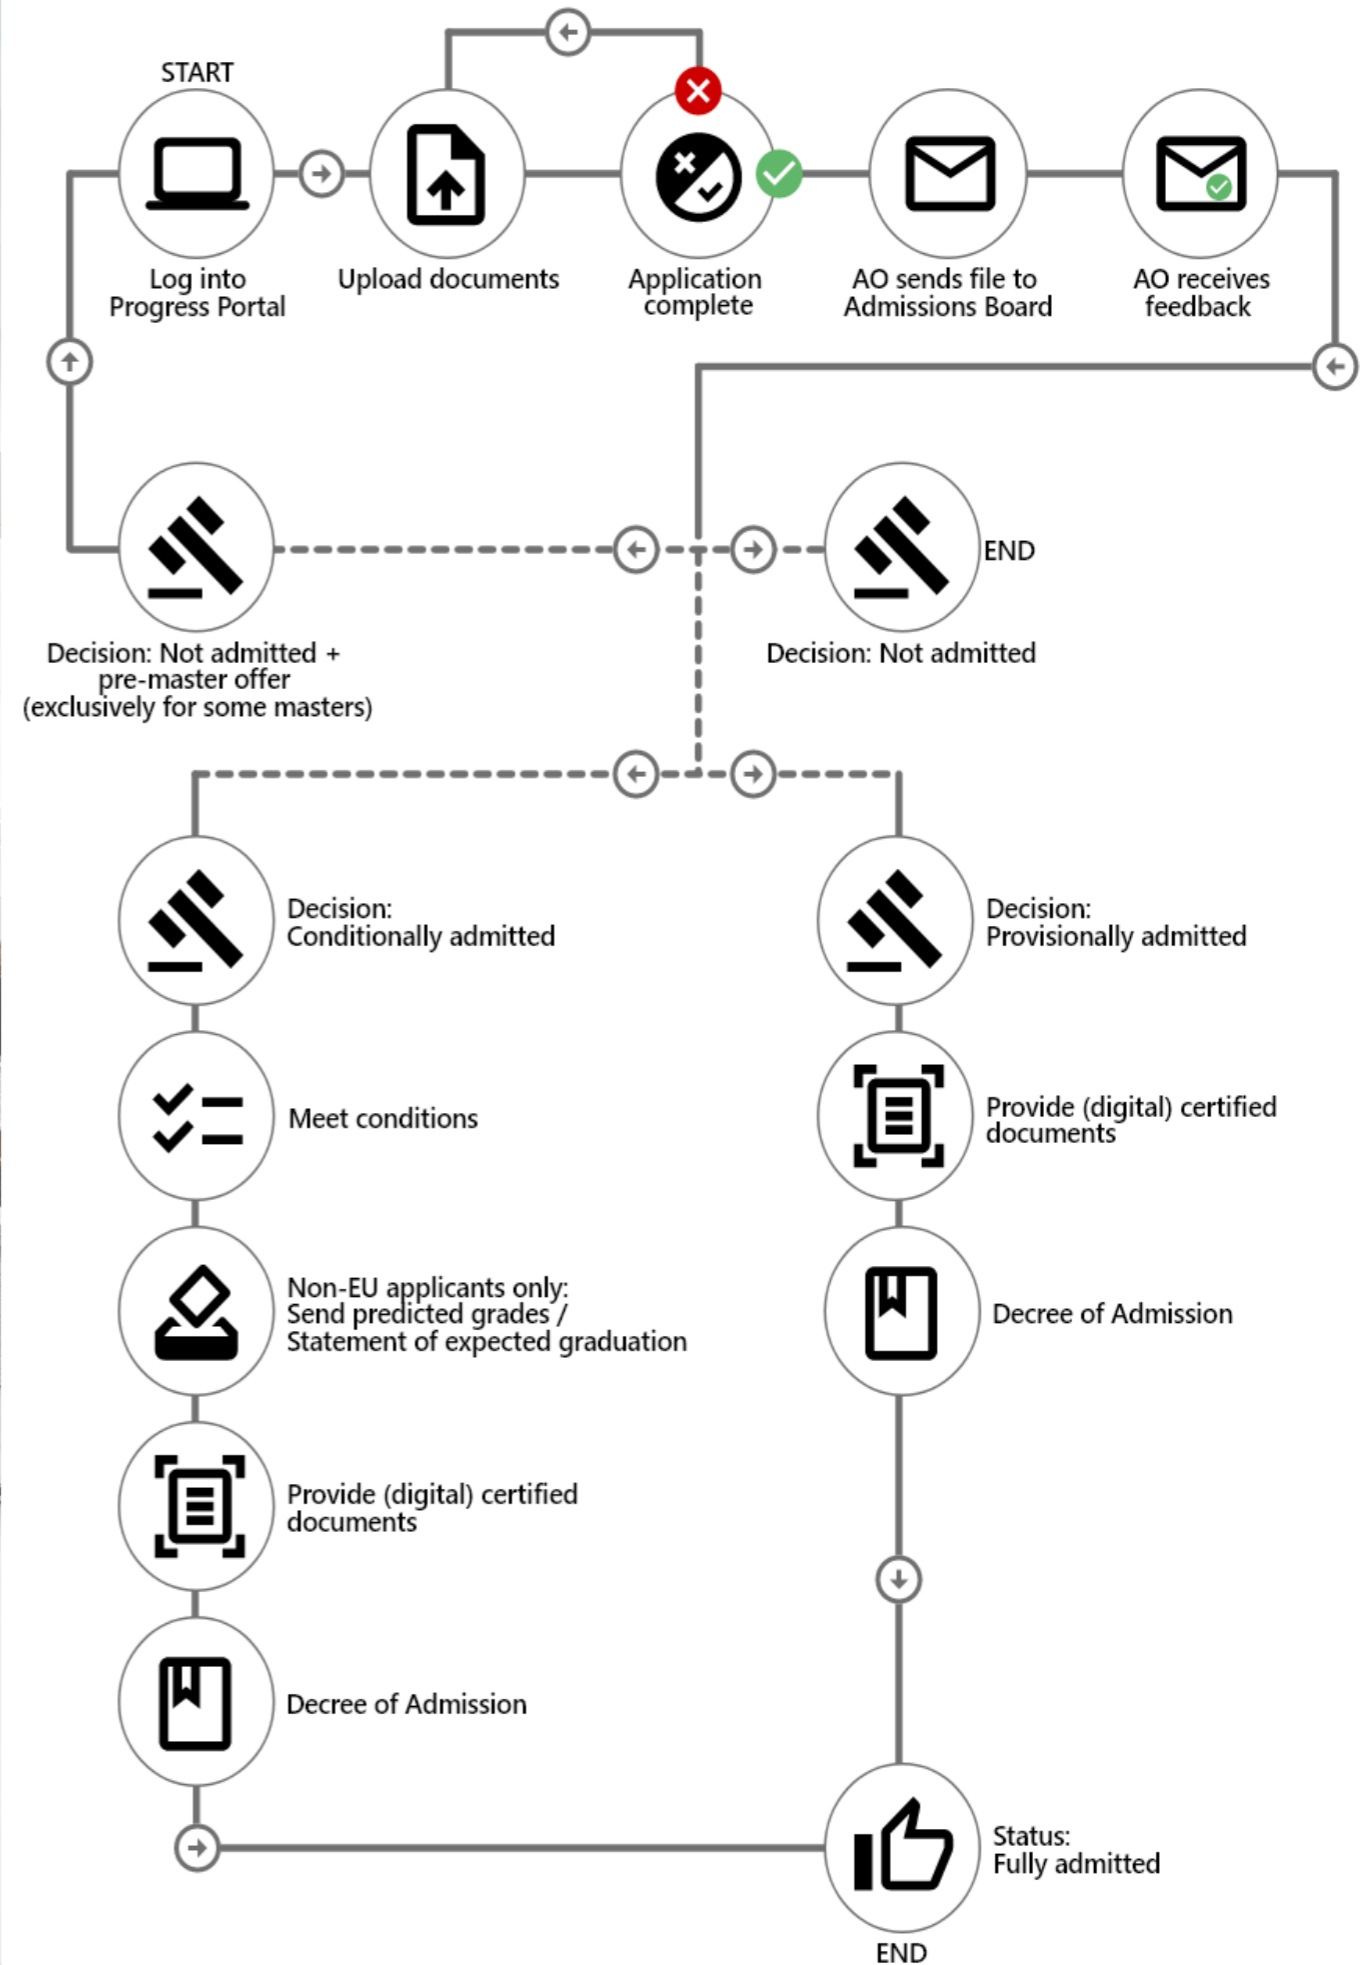 START
Log into
Progress Portal
Upload documents
Application
complete
AO sends file to
Admissions Board
AO receives
feedback
Decision: Not admitted +
pre-master offer
(exclusively for some masters)
END
Decision: Not admitted
Decision:
Conditionally admitted
Meet conditions
Non-EU applicants only:
Send predicted grades /
Statement of expected graduation
Provide (digital) certified
documents
Decree of Admission
Decision:
Provisionally admitted
Provide (digital) certified
documents
Decree of Admission
Status:
Fully admitted
END